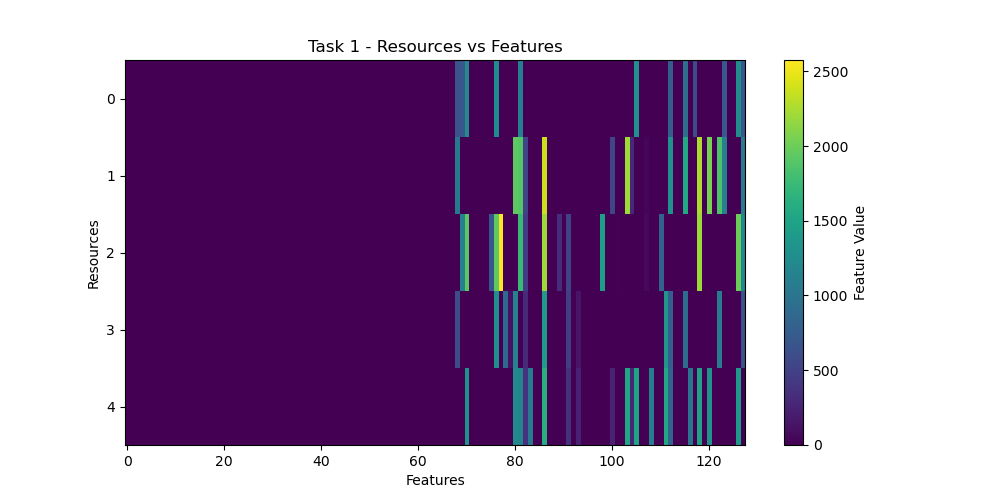 Task 1 - Resources vs Features
0
1
2
3
4
Resources
0 20 40 60 80 100 120
Features
2500
2000
1500
1000
500
0
Feature Value